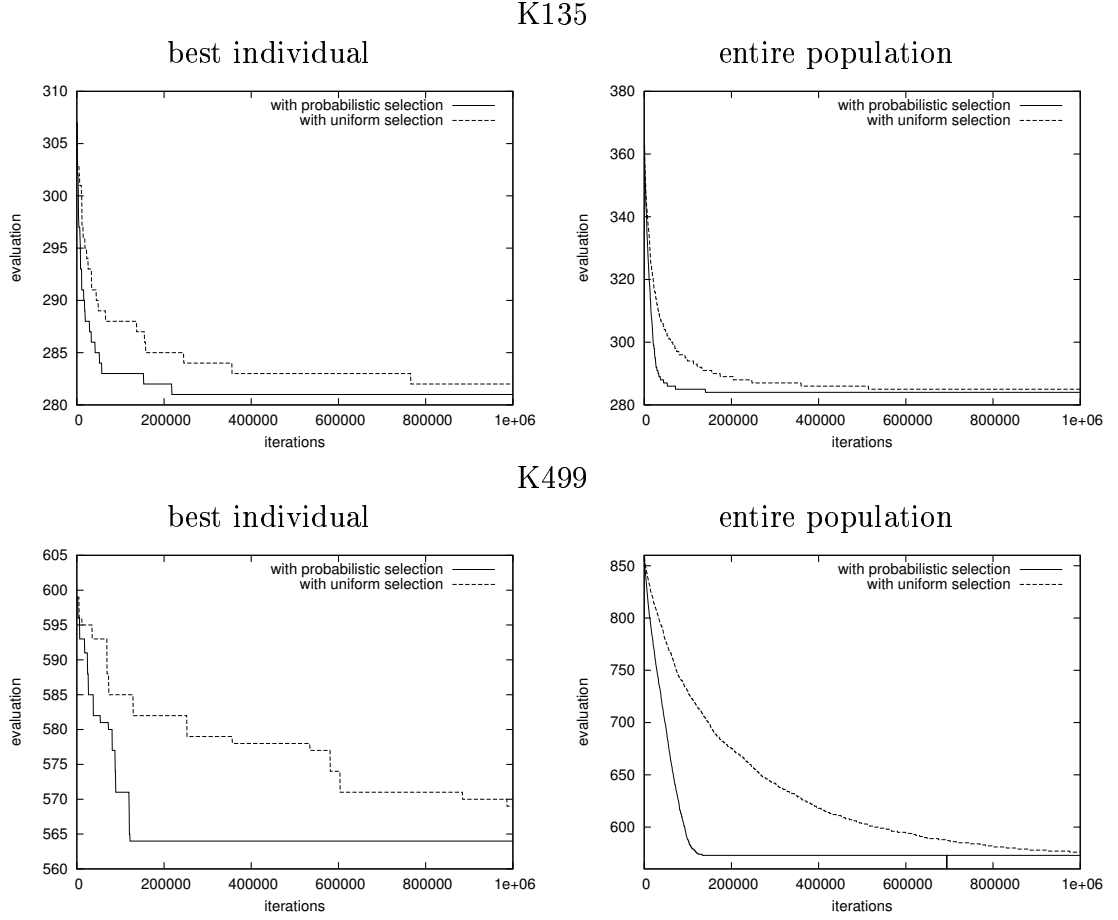 K135
best individual
entire population
310
305
300
295
290
285
280
evaluation
with probabilistic selection
with uniform selection
0 200000 400000 600000 800000 1e+06
iterations
380
360
340
320
300
280
evaluation
with probabilistic selection
with uniform selection
0 200000 400000 600000 800000 1e+06
iterations
K499
best individual
entire population
605
600
595
590
585
580
575
570
565
560
evaluation
with probabilistic selection
with uniform selection
0 200000 400000 600000 800000 1e+06
iterations
850
800
750
700
650
600
evaluation
with probabilistic selection
with uniform selection
0 200000 400000 600000 800000 1e+06
iterations